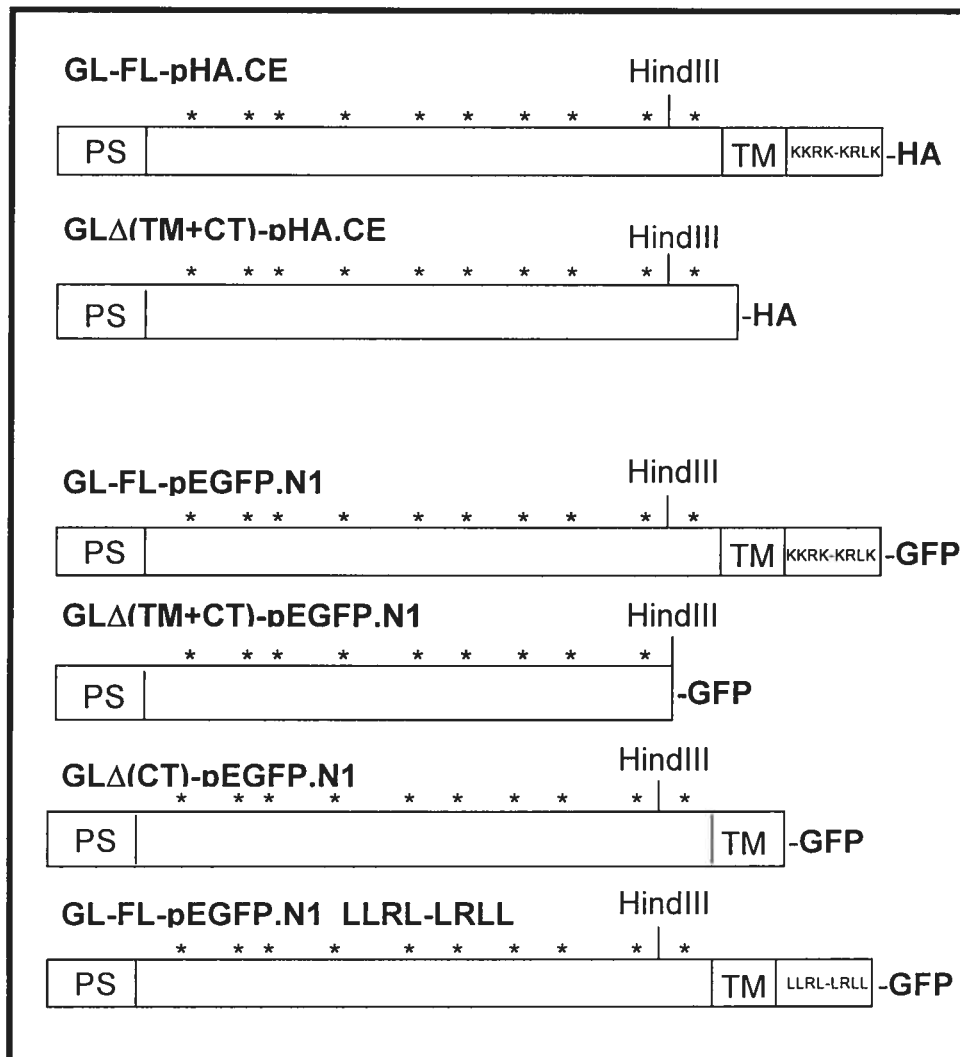 GL-FL-pHA.CE HindIII
* * * * * * * * * *
PS TM KKRK-KRLK -HA
GLΔ(TM+CT)-pHA.CE HindIII
* * * * * * * * * *
PS -HA
GL-FL-pEGFP.N1 HindIII
* * * * * * * * * *
PS TM KKRK-KRLK -GFP
GLΔ(TM+CT)-pEGFP.N1 HindIII
* * * * * * * * *
PS -GFP
GLΔ(CT)-pEGFP.N1 HindIII
* * * * * * * * * *
PS TM -GFP
GL-FL-pEGFP.N1 LLRL-LRLL HindIII
* * * * * * * * * *
PS TM LLRL-LRLL -GFP